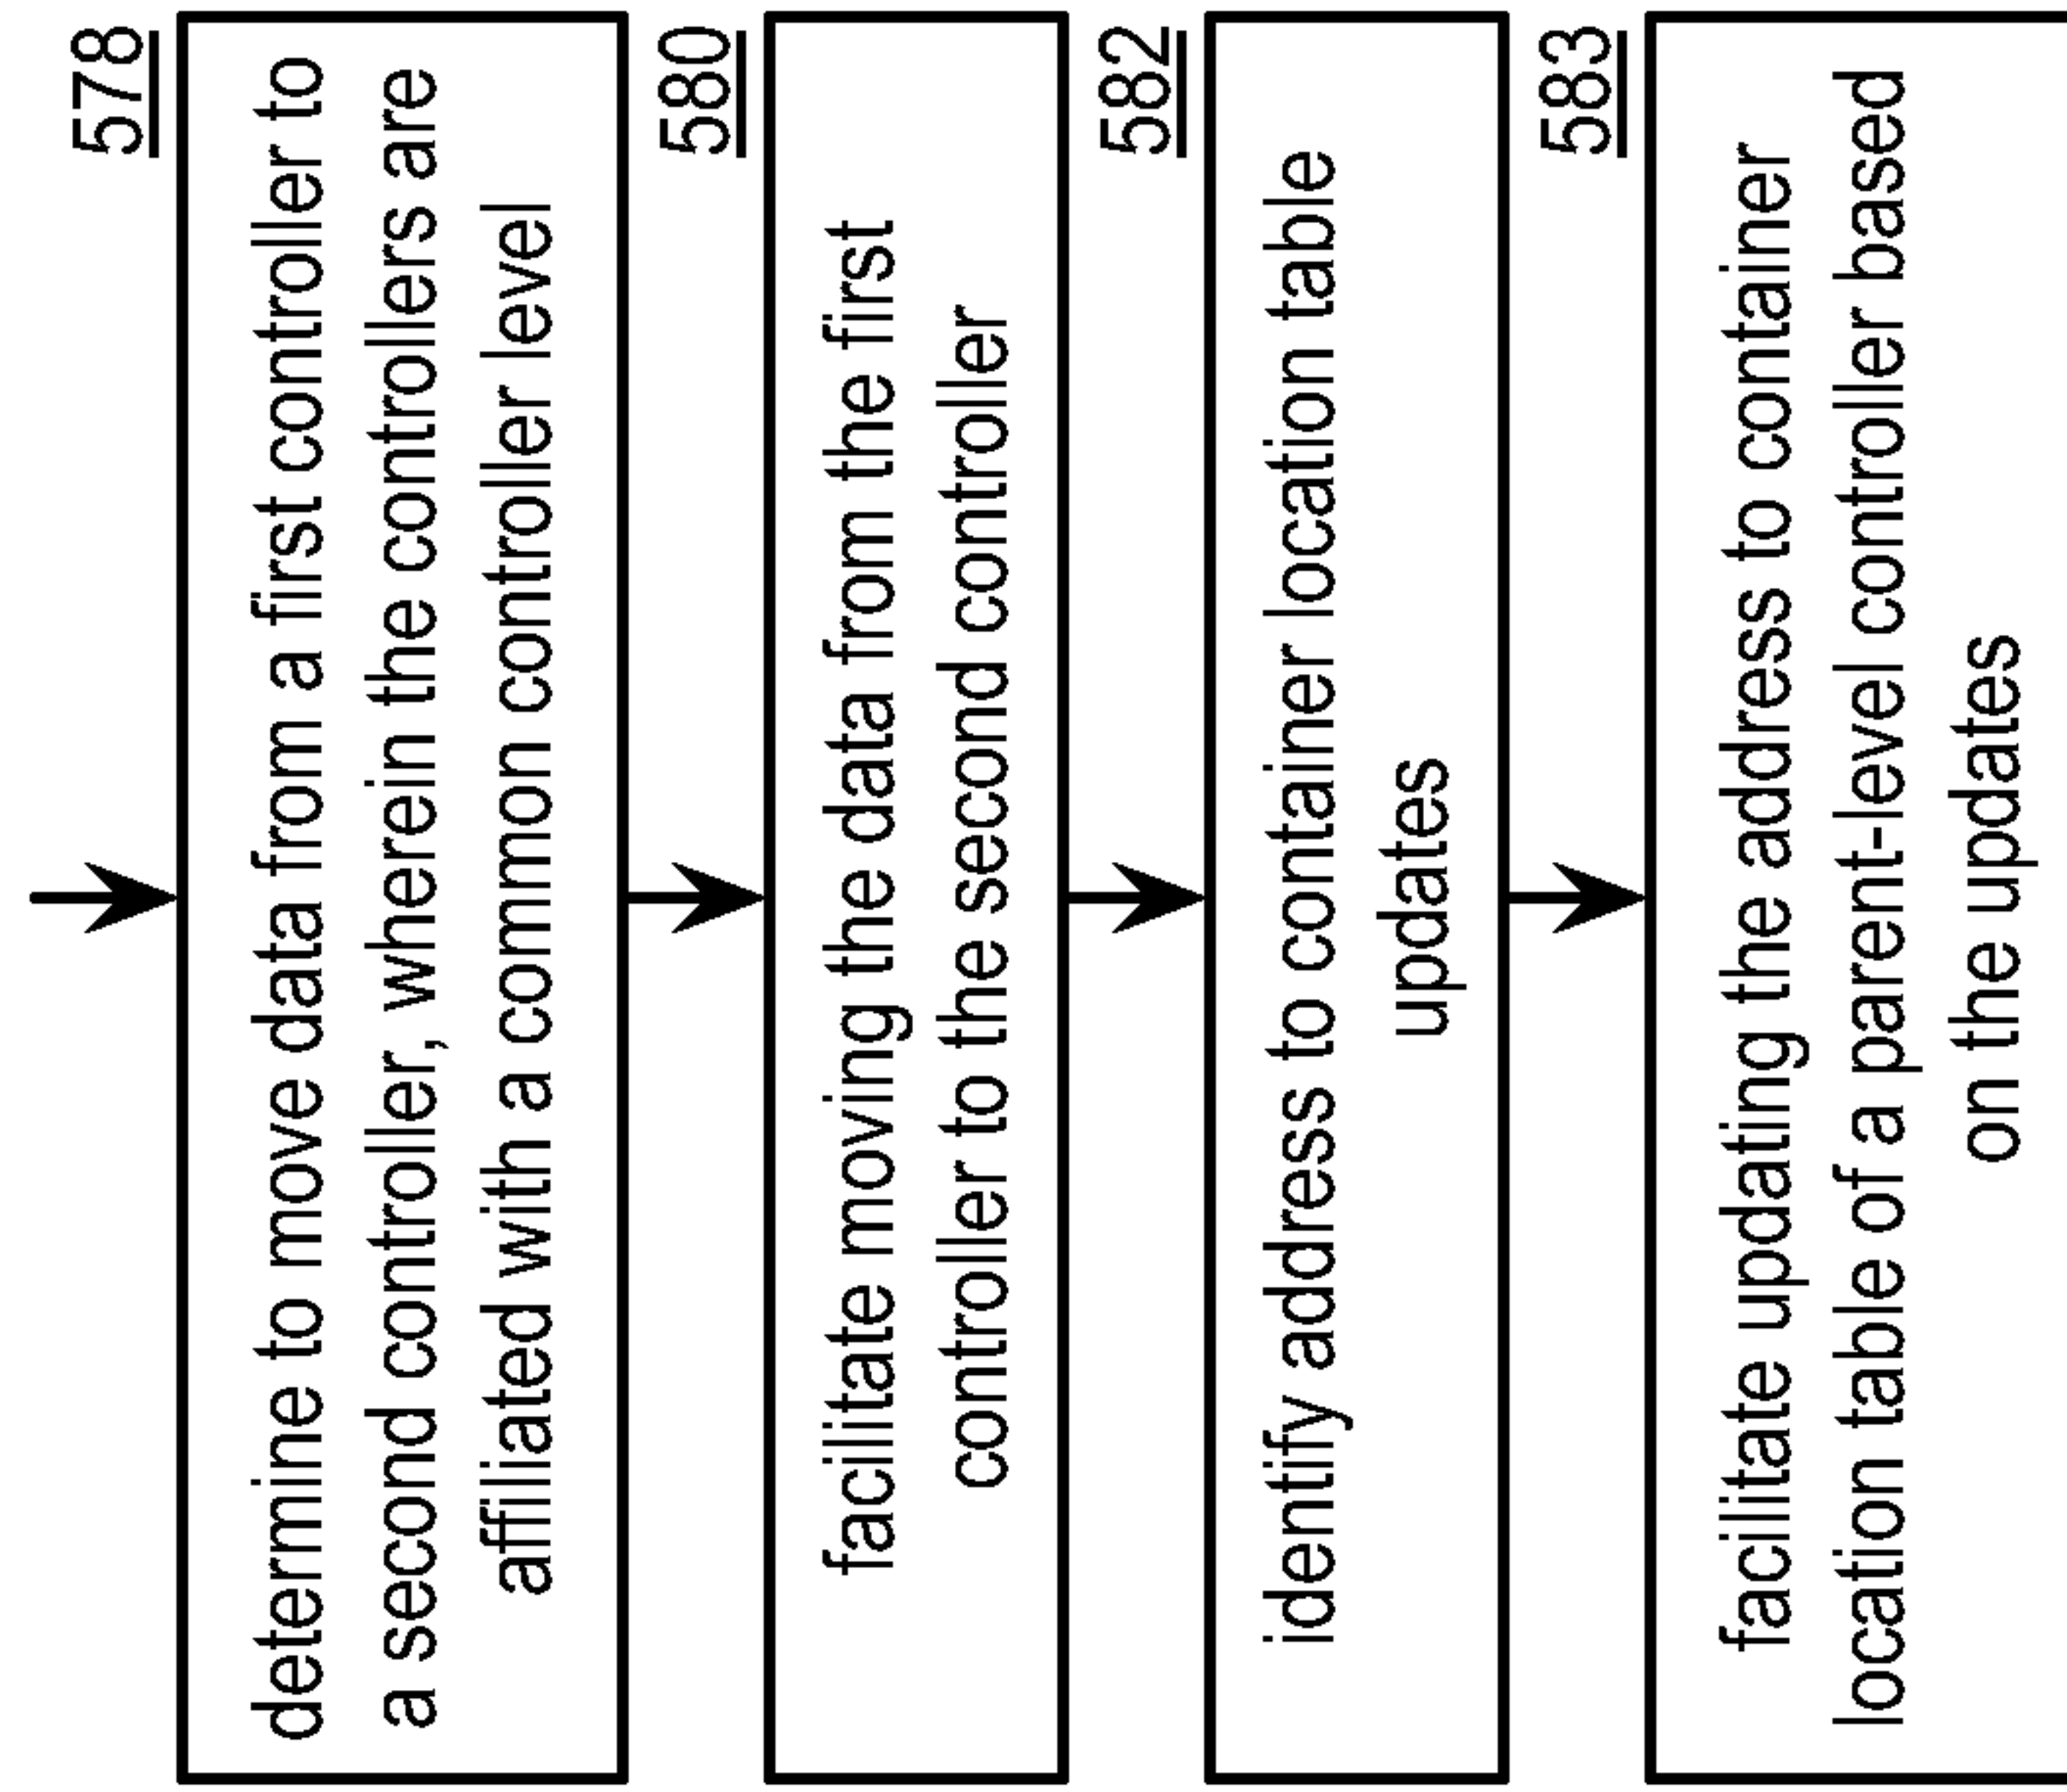 578
determine to move data from a first controller to
a second controller, wherein the controllers are
affiliated with a common controller level
580
facilitate moving the data from the first
controller to the second controller
582
identify address to container location table
updates
583
facilitate updating the address to container
location table of a parent-level controller based
on the updates